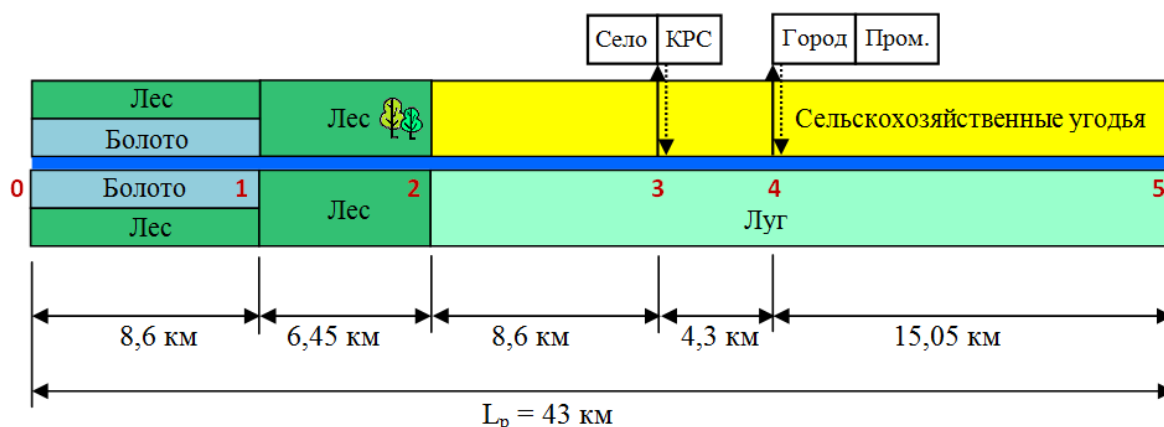 Село КРС Город Пром.
Лес
Болото
Лес
Сельскохозяйственные угодья
0 1 2 3 4 5
Болото
Лес
Лес
Луг
8,6 км 6,45 км 8,6 км 4,3 км 15,05 км
Lр = 43 км